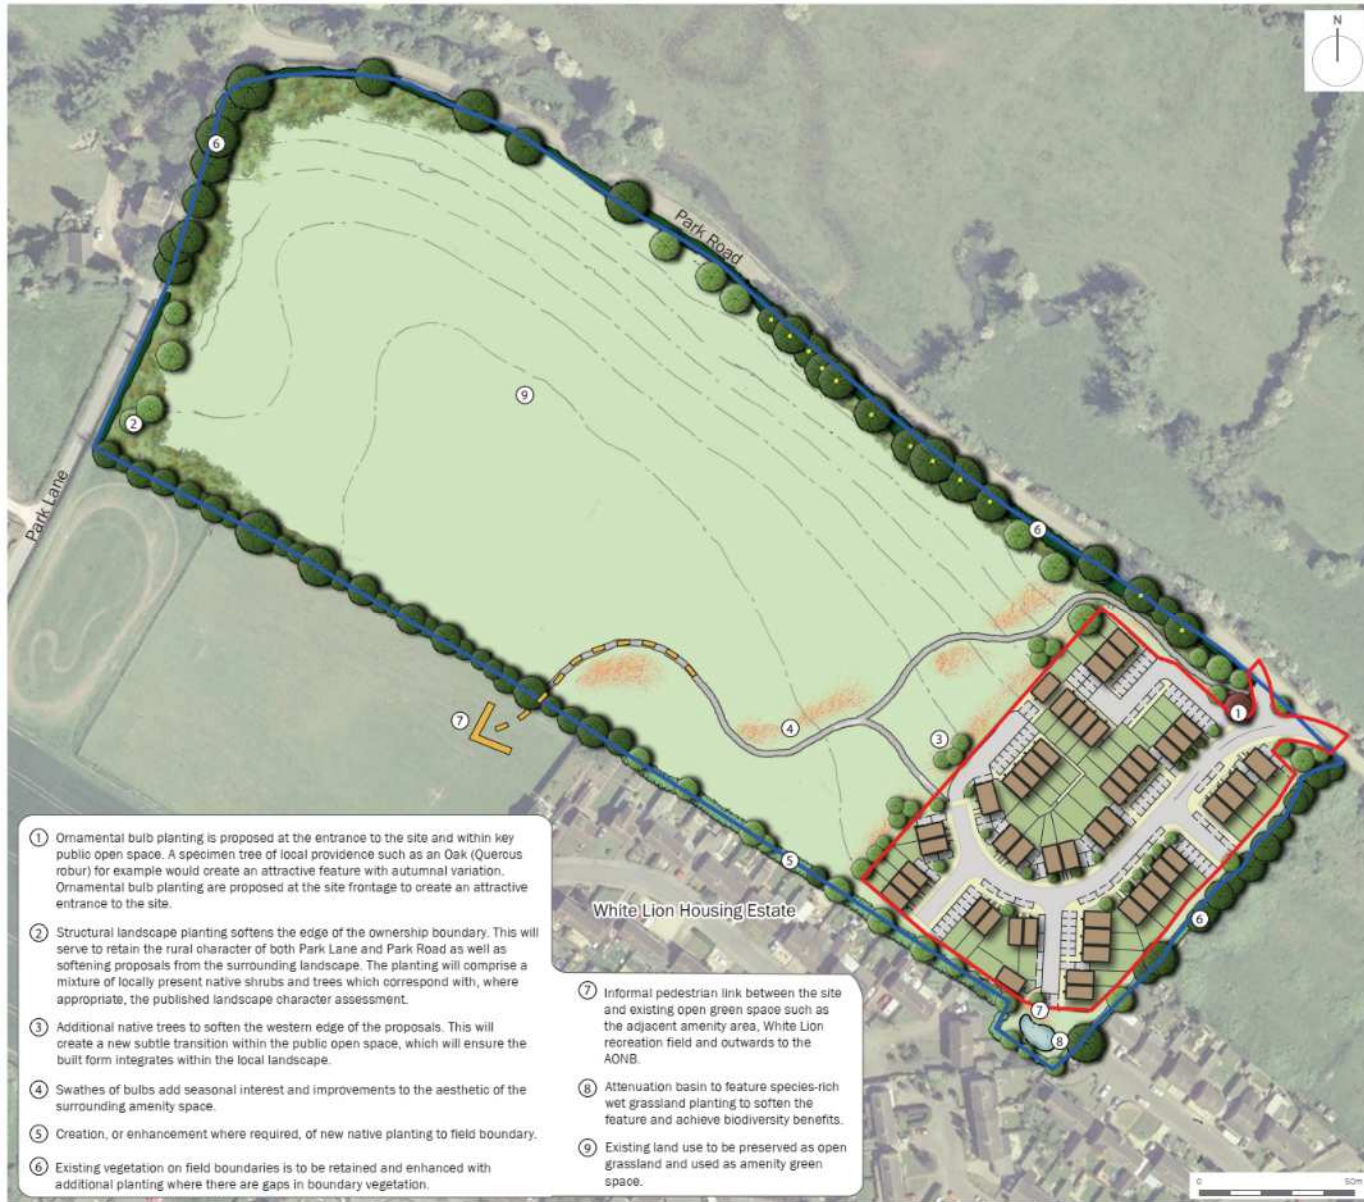 N
6
Park Road
9
2
Park Lane
6
7
4
3
1
5
White Lion Housing Estate
6
7
8
1 Ornamental bulb planting is proposed at the entrance to the site and within key
public open space. A specimen tree of local providence such as an Oak (Querous
robur) for example would create an attractive feature with autumnal variation.
Ornamental bulb planting are proposed at the site frontage to create an attractive
entrance to the site.
2 Structural landscape planting softens the edge of the ownership boundary. This will
serve to retain the rural character of both Park Lane and Park Road as well as
softening proposals from the surrounding landscape. The planting will comprise a
mixture of locally present native shrubs and trees which correspond with, where
appropriate, the published landscape character assessment.
3 Additional native trees to soften the western edge of the proposals. This will
create a new subtle transition within the public open space, which will ensure the
built form integrates within the local landscape.
4 Swathes of bulbs add seasonal interest and improvements to the aesthetic of the
surrounding amenity space.
5 Creation, or enhancement where required, of new native planting to field boundary.
6 Existing vegetation on field boundaries is to be retained and enhanced with
additional planting where there are gaps in boundary vegetation.
7 Informal pedestrian link between the site
and existing open green space such as
the adjacent amenity area, White Lion
recreation field and outwards to the
AONB.
8 Attenuation basin to feature species-rich
wet grassland planting to soften the
feature and achieve biodiversity benefits.
9 Existing land use to be preserved as open
grassland and used as amenity green
space.
0 50m